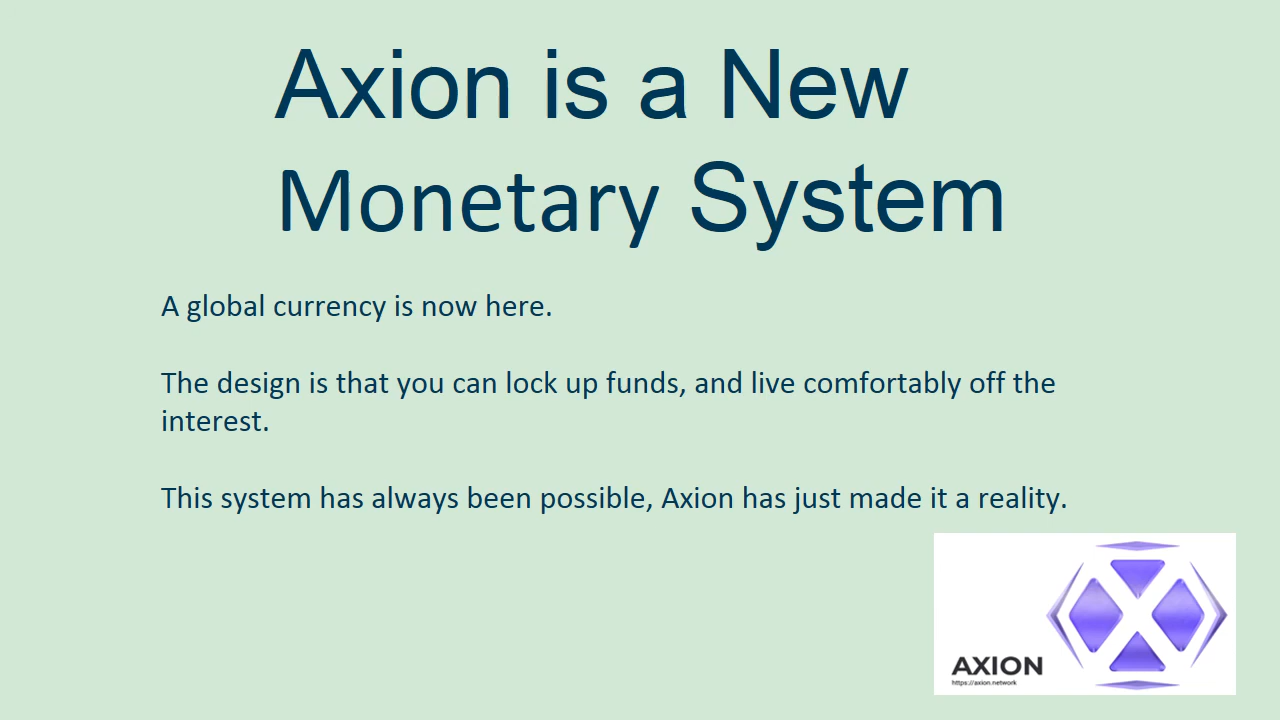 Axion is a New
Monetary System
A global currency is now here.
The design is that you can lock up funds, and live comfortably off the
interest.
This system has always been possible, Axion has just made it a reality.
AXION
https://axion.network